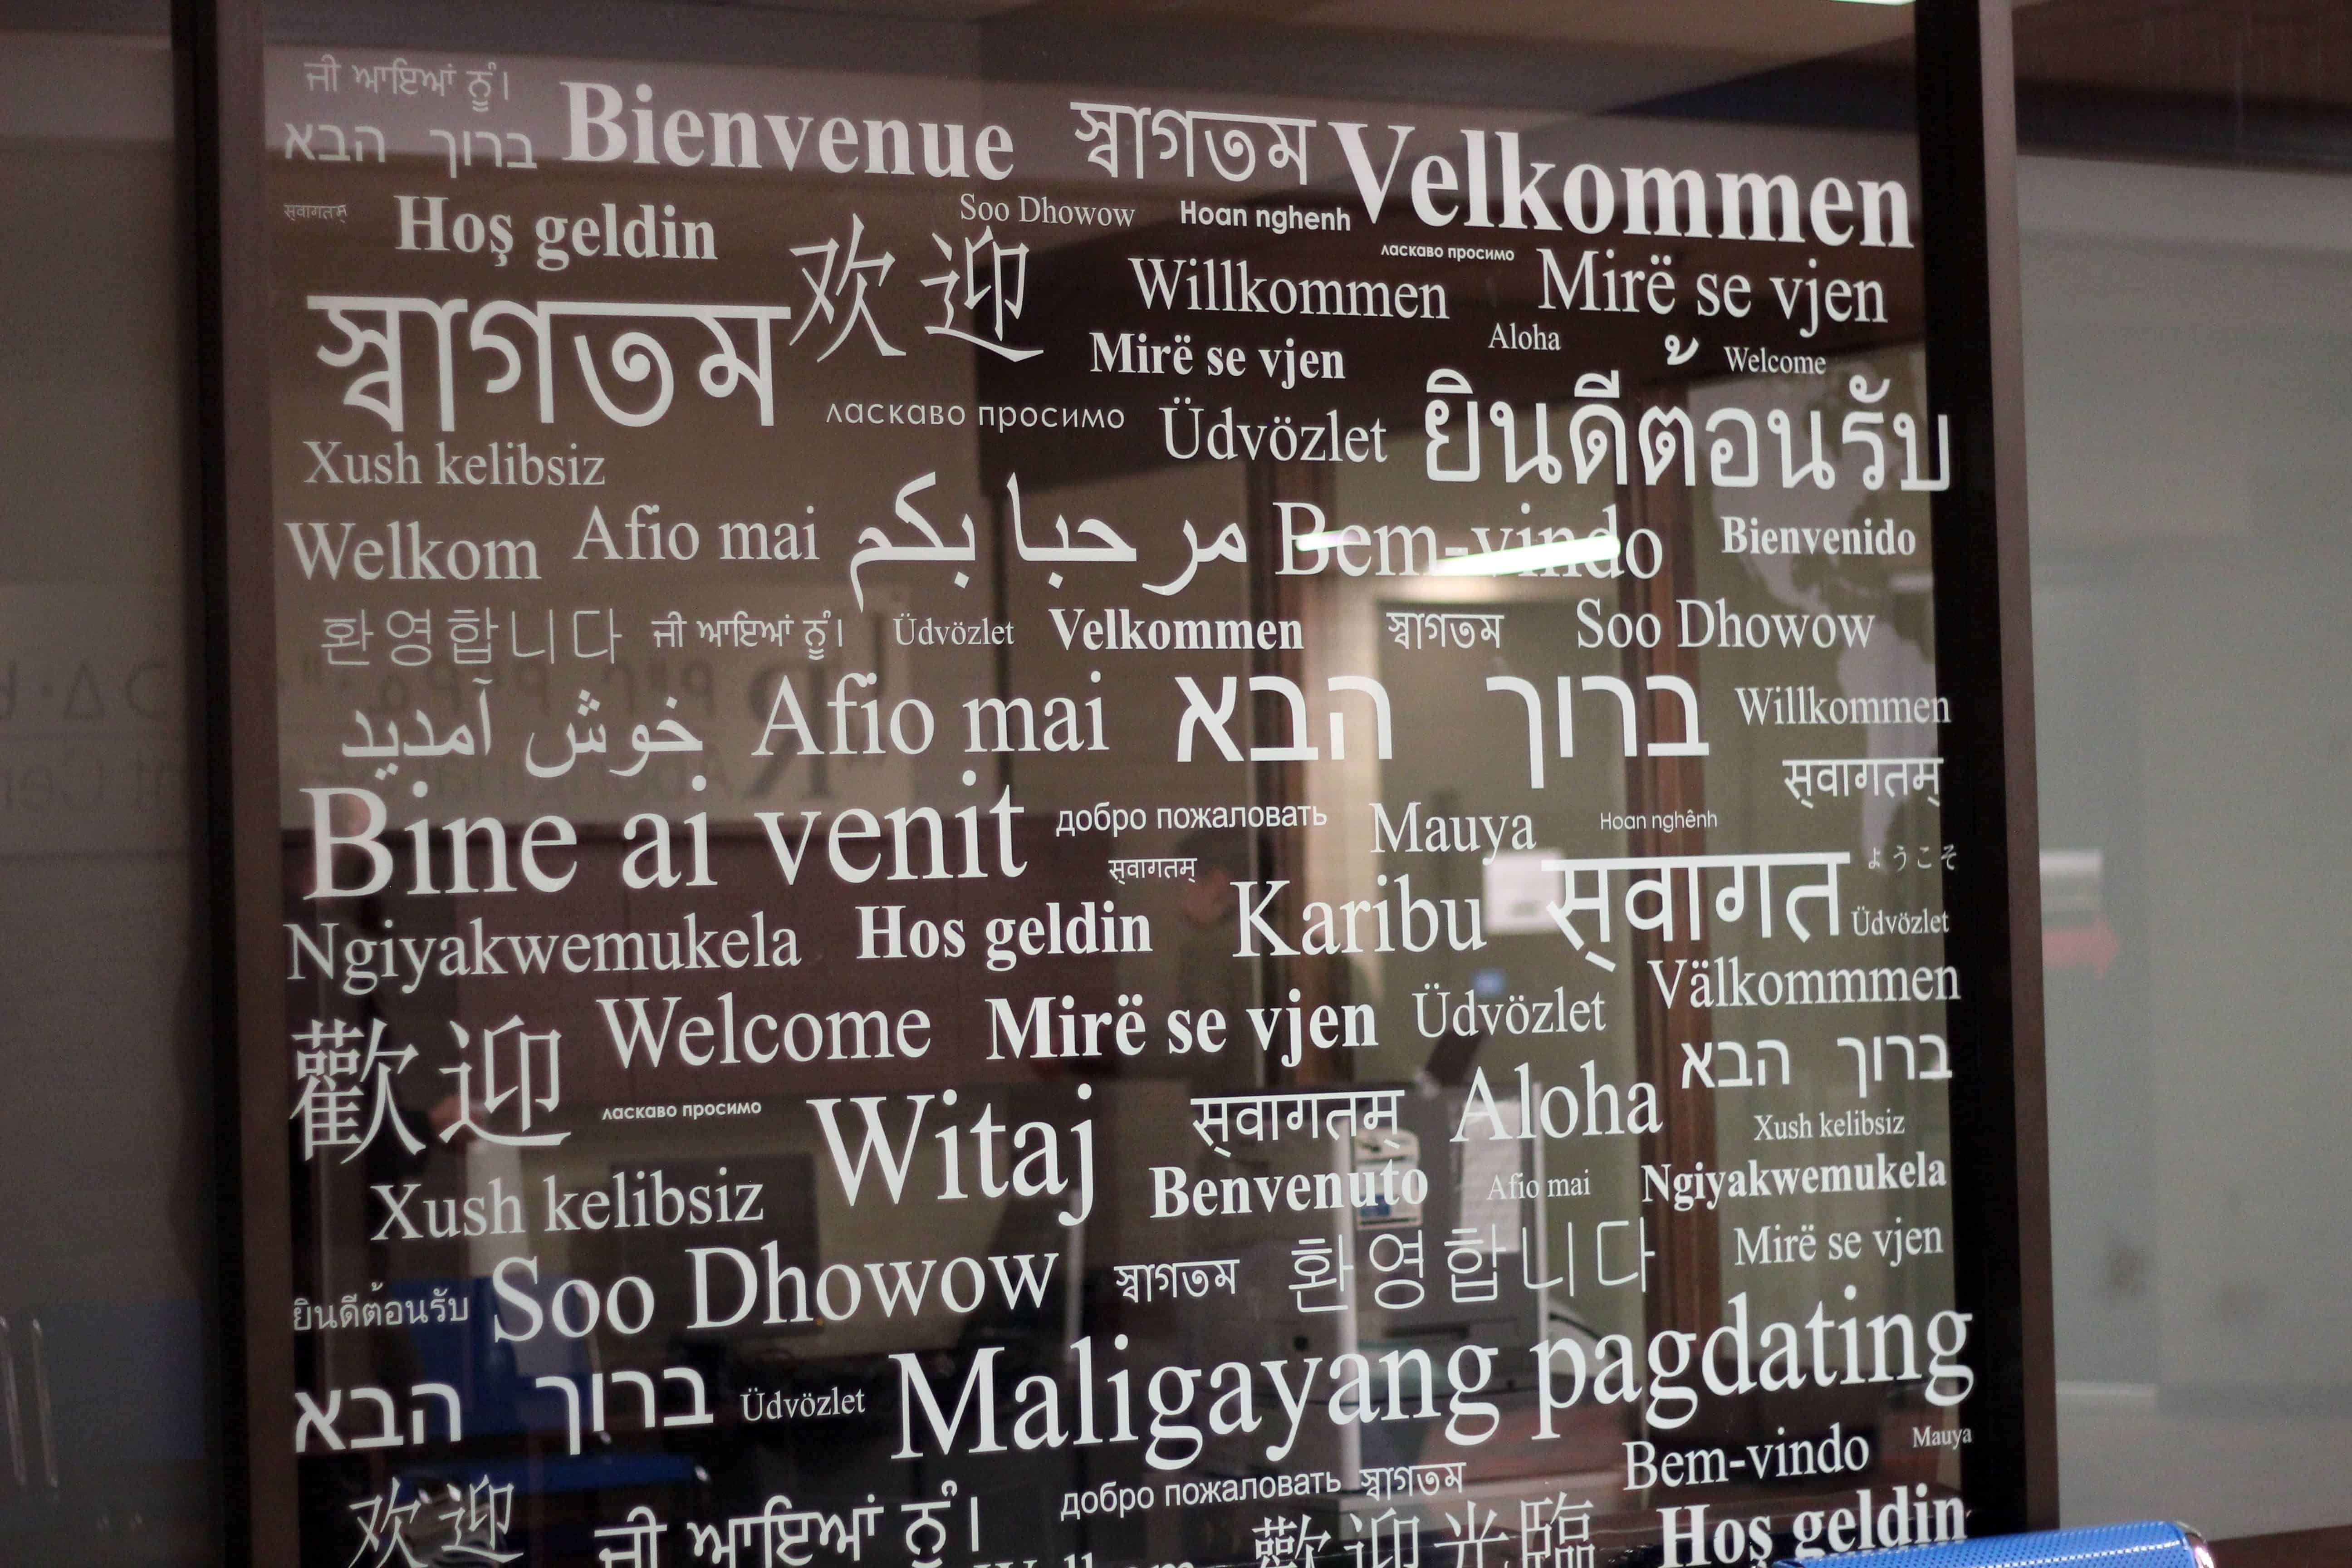 ਜੀ ਆਇਆਂ ਨੂੰ।
ברוך הבא Bienvenue স্বাগতম Velkommen
स्वागतम् Hoş geldin Soo Dhowow Hoan nghenh
欢迎 Willkommen ласкаво просимо Mirë se vjen
স্বাগতম Mirë se vjen Aloha Welcome
ласкаво просимо Üdvözlet ยินดีตอนรับ
Xush kelibsiz
Welkom Afio mai مرحبا بكم Bem-vindo Bienvenido
환영합니다 ਜੀ ਆਇਆਂ ਨੂੰ। Üdvözlet Velkommen স্বাগতম Soo Dhowow
خوش آمدید Afio mai ברוך הבא Willkommen
स्वागतम्
Bine ai venit добро пожаловать Mauya Hoan nghênh
स्वागतम् स्वागत ようこそ
Ngiyakwemukela Hos geldin Karibu Üdvözlet
Welcome Mirë se vjen Üdvözlet Välkommmen
歡迎 ласкаво просимо Witaj स्वागतम् Aloha ברוך הבא
Xush kelibsiz
Xush kelibsiz Benvenuto Afio mai Ngiyakwemukela
Soo Dhowow স্বাগতম 환영합니다 Mirë se vjen
ยินดีต้อนรับ
ברוך הבא Üdvözlet Maligayang pagdating
Bem-vindo Mauya
欢迎 ਜੀ ਆਇਆਂ ਨੂੰ। добро пожаловать স্বাগতম
歡迎光臨 Hoş geldin